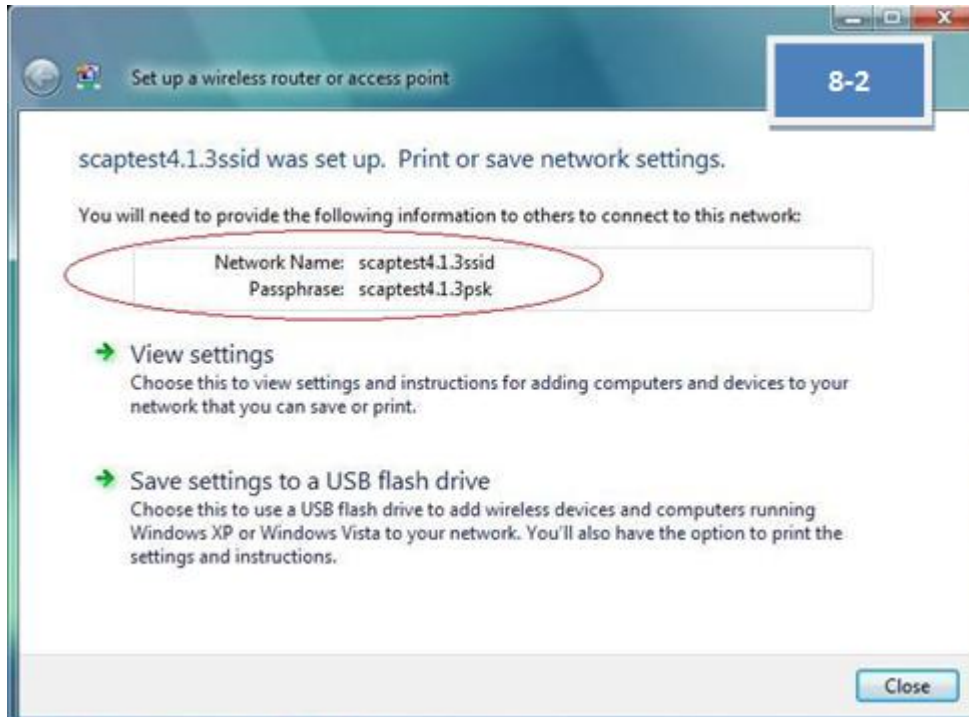 Set up a wireless router or access point
8-2
scaptest4.1.3ssid was set up. Print or save network settings.
You will need to provide the following information to others to connect to this network:
Network Name: scaptest4.1.3ssid
Passphrase: scaptest4.1.3psk
View settings
Choose this to view settings and instructions for adding computers and devices to your
network that you can save or print.
Save settings to a USB flash drive
Choose this to use a USB flash drive to add wireless devices and computers running
Windows XP or Windows Vista to your network. You'll also have the option to print the
settings and instructions.
Close